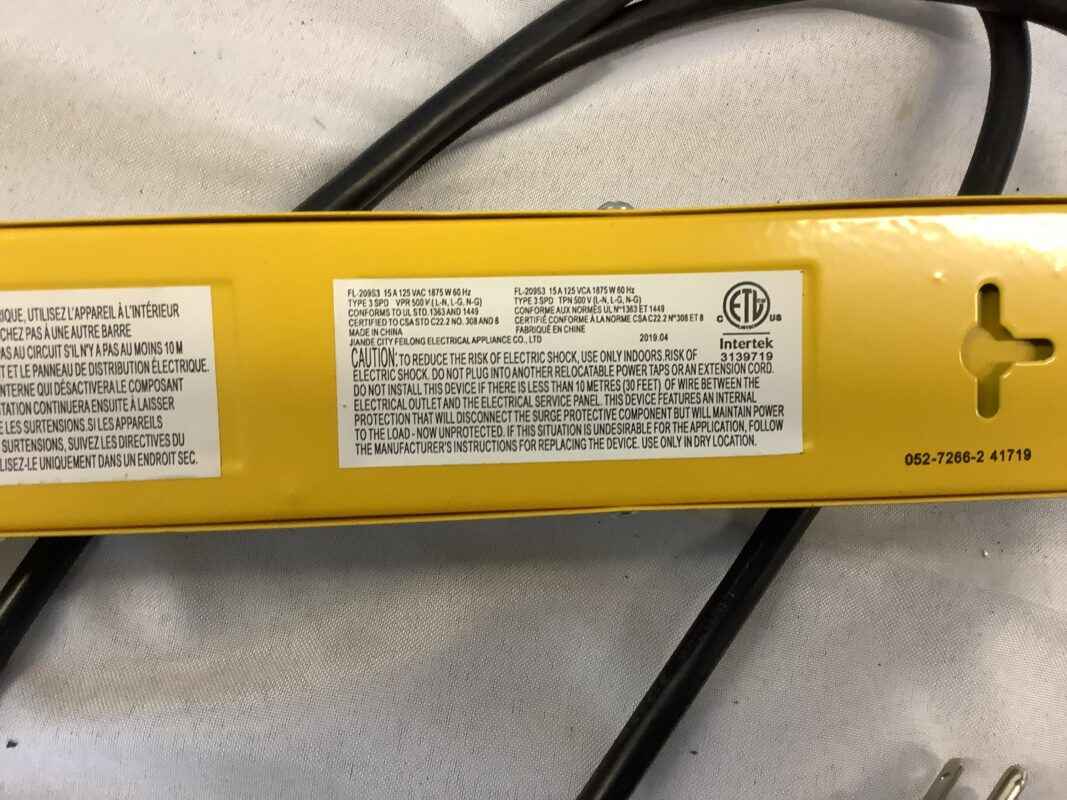 RIQUE, UTILISEZ L'APPAREIL À L'INTÉRIEUR
CHEZ PAS À UNE AUTRE BARRE
PAS AU CIRCUIT S'IL N'Y A PAS AU MOINS 10 M
T ET LE PANNEAU DE DISTRIBUTION ÉLECTRIQUE.
NTERNE QUI DÉSACTIVERA LE COMPOSANT
TATION CONTINUERA ENSUITE À LAISSER
E LES SURTENSIONS.SI LES APPAREILS
SURTENSIONS, SUIVEZ LES DIRECTIVES DU
LISEZ-LE UNIQUEMENT DANS UN ENDROIT SEC.
FL-209S3 15 A 125 VAC 1875 W 60 Hz
TYPE 3 SPD VPR 500 V (L-N, L-G, N-G)
CONFORMS TO UL STD. 1363 AND 1449
CERTIFIED TO CSA STD C22.2 NO. 308 AND 8
MADE IN CHINA
FL-209S3 15 A 125 VCA 1875 W 60 Hz
TYPE 3 SPD TPN 500 V (L-N, L-G, N-G)
CONFORME AUX NORMES UL N°1363 ET 1449
CERTIFIÉ CONFORME À LA NORME CSA C22.2 N°308 ET 8
FABRIQUÉ EN CHINE
JIANDE CITY FEILONG ELECTRICAL APPLIANCE CO., LTD 2019.04
C ETL US
Intertek
3139719
CAUTION: TO REDUCE THE RISK OF ELECTRIC SHOCK, USE ONLY INDOORS.RISK OF
ELECTRIC SHOCK. DO NOT PLUG INTO ANOTHER RELOCATABLE POWER TAPS OR AN EXTENSION CORD.
DO NOT INSTALL THIS DEVICE IF THERE IS LESS THAN 10 METRES (30 FEET) OF WIRE BETWEEN THE
ELECTRICAL OUTLET AND THE ELECTRICAL SERVICE PANEL. THIS DEVICE FEATURES AN INTERNAL
PROTECTION THAT WILL DISCONNECT THE SURGE PROTECTIVE COMPONENT BUT WILL MAINTAIN POWER
TO THE LOAD - NOW UNPROTECTED. IF THIS SITUATION IS UNDESIRABLE FOR THE APPLICATION, FOLLOW
THE MANUFACTURER'S INSTRUCTIONS FOR REPLACING THE DEVICE. USE ONLY IN DRY LOCATION.
052-7266-2 41719